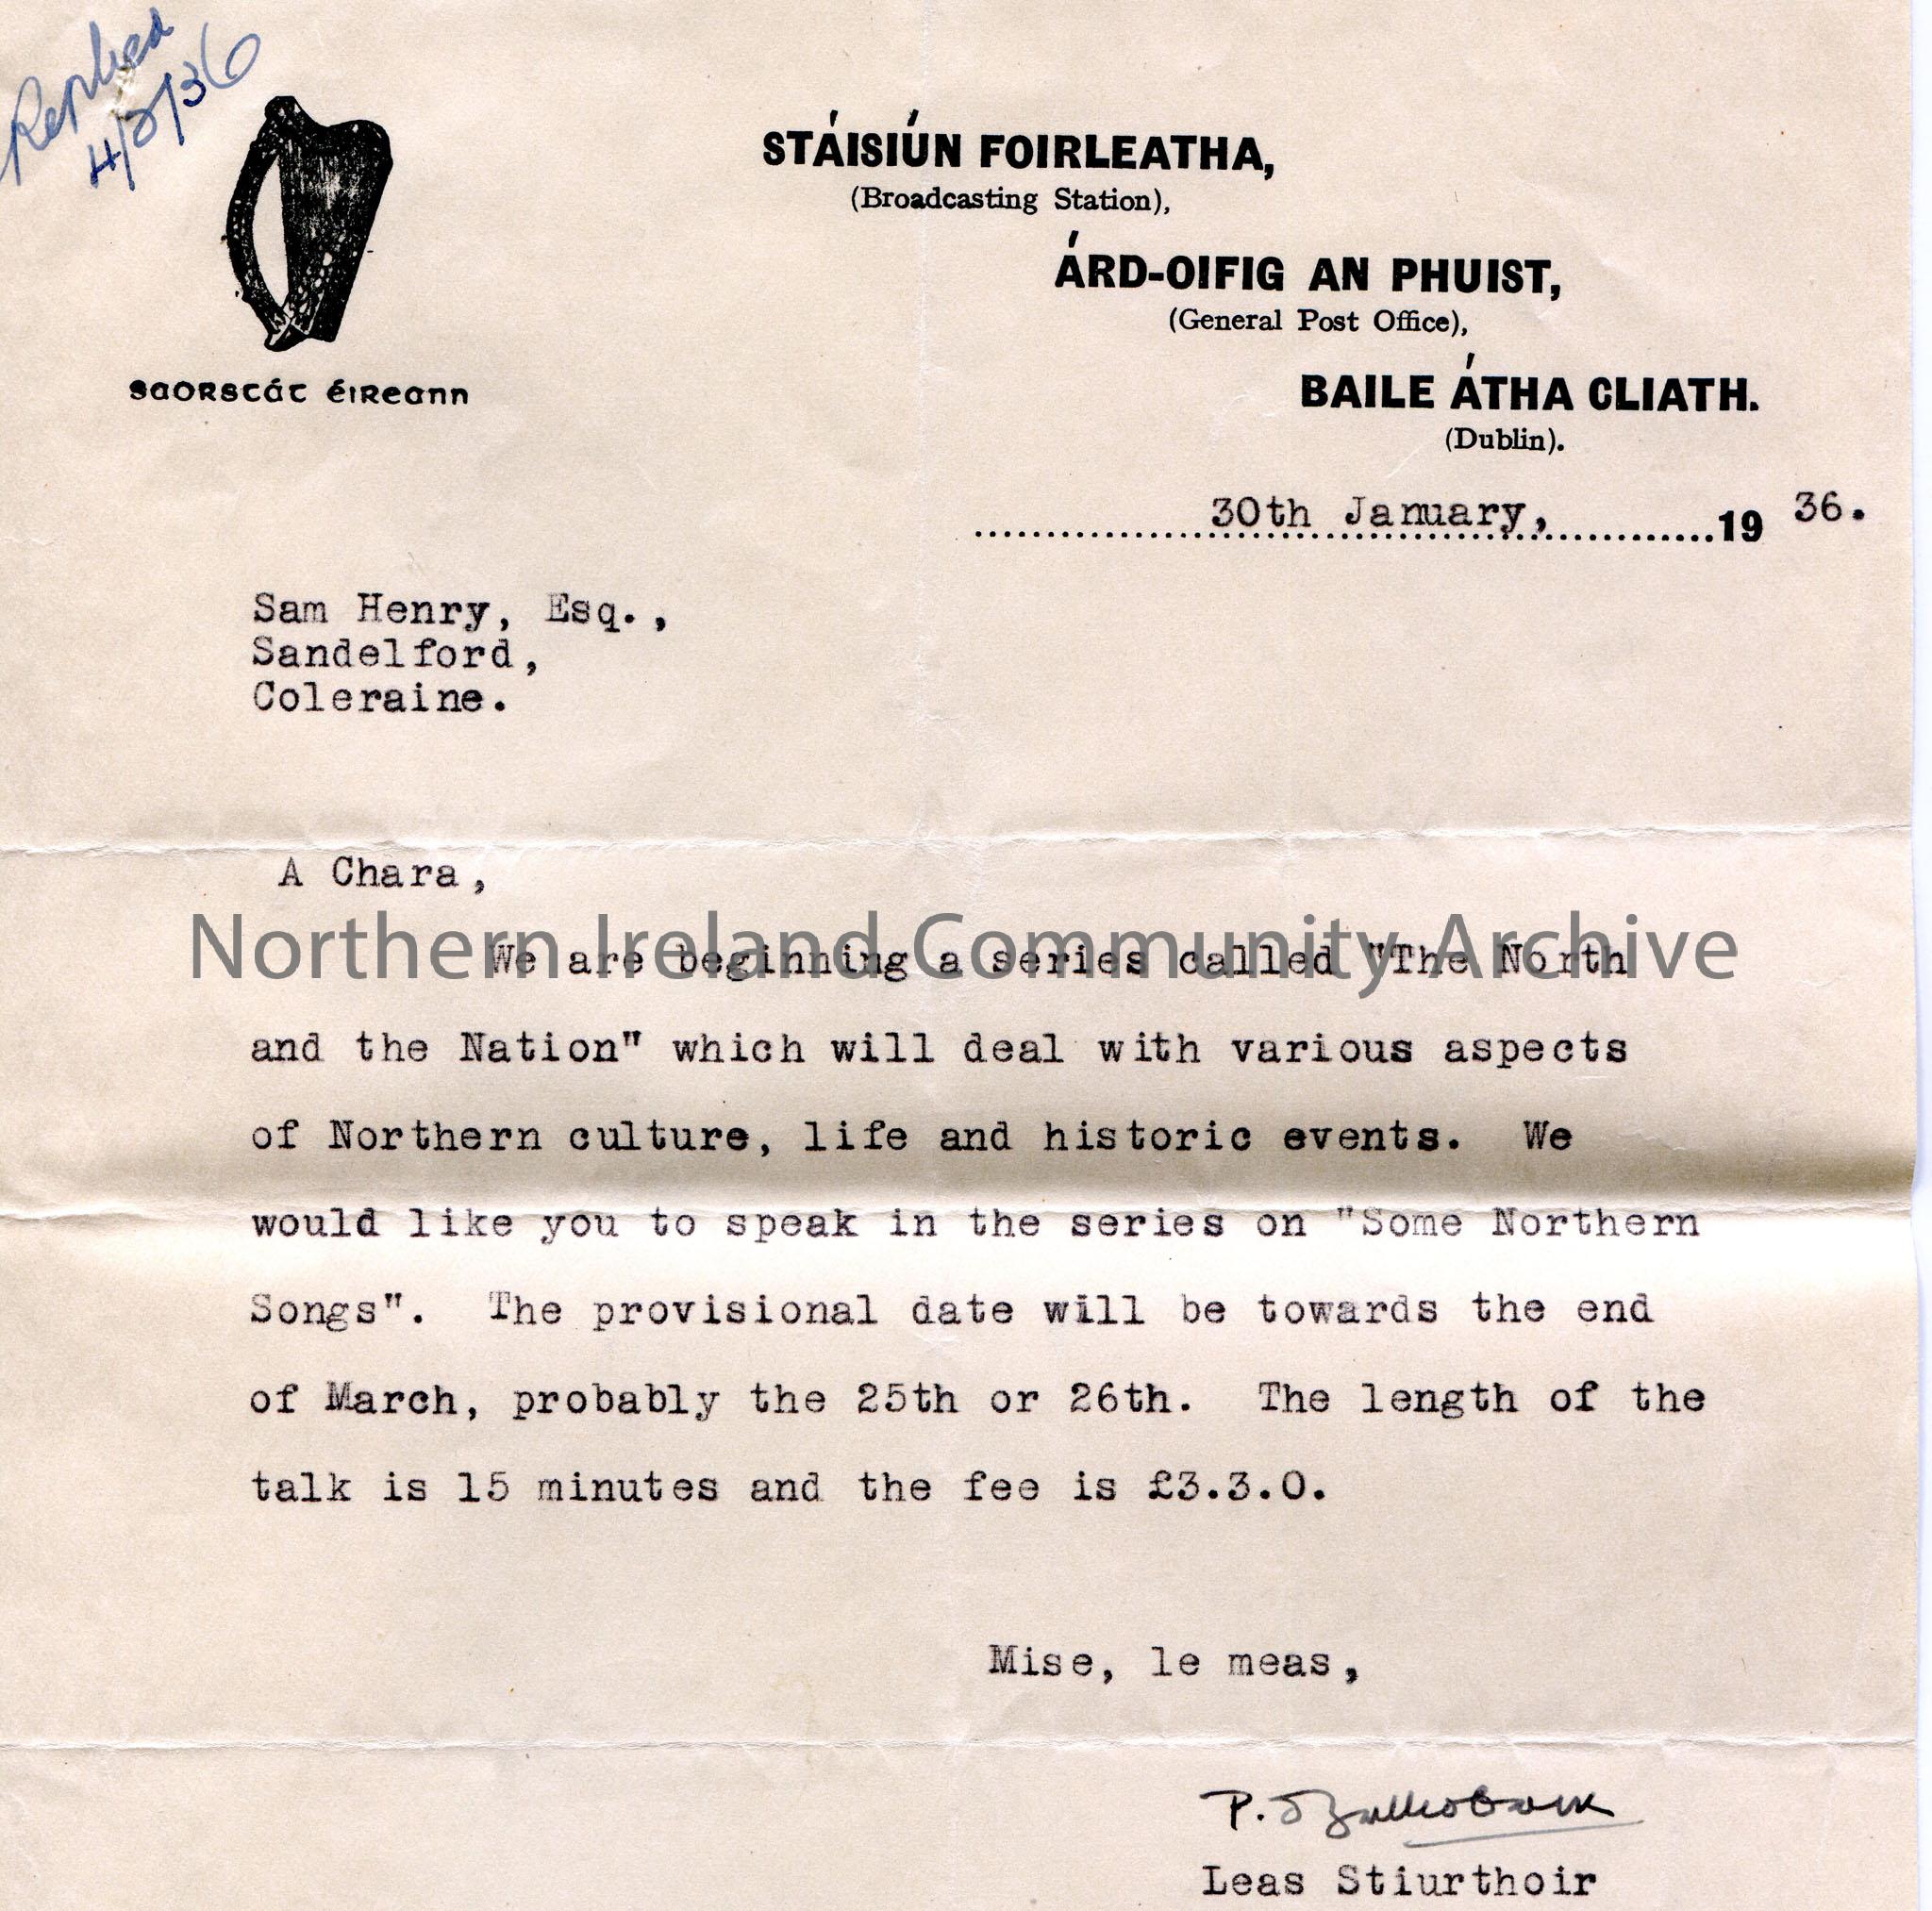 Replied
4/2/36
STÁISIÚN FOIRLEATHA,
(Broadcasting Station),
ÁRD-OIFIG AN PHUIST,
(General Post Office),
BAILE ÁTHA CLIATH.
(Dublin).
saorstát éireann
30th January, 19 36.
Sam Henry, Esq.,
Sandelford,
Coleraine.
A Chara,
Northern Ireland Community Archive
We are beginning a series called "The North
and the Nation" which will deal with various aspects
of Northern culture, life and historic events. We
would like you to speak in the series on "Some Northern
Songs". The provisional date will be towards the end
of March, probably the 25th or 26th. The length of the
talk is 15 minutes and the fee is £3.3.0.
Mise, le meas,
P.
Leas Stiurthoir